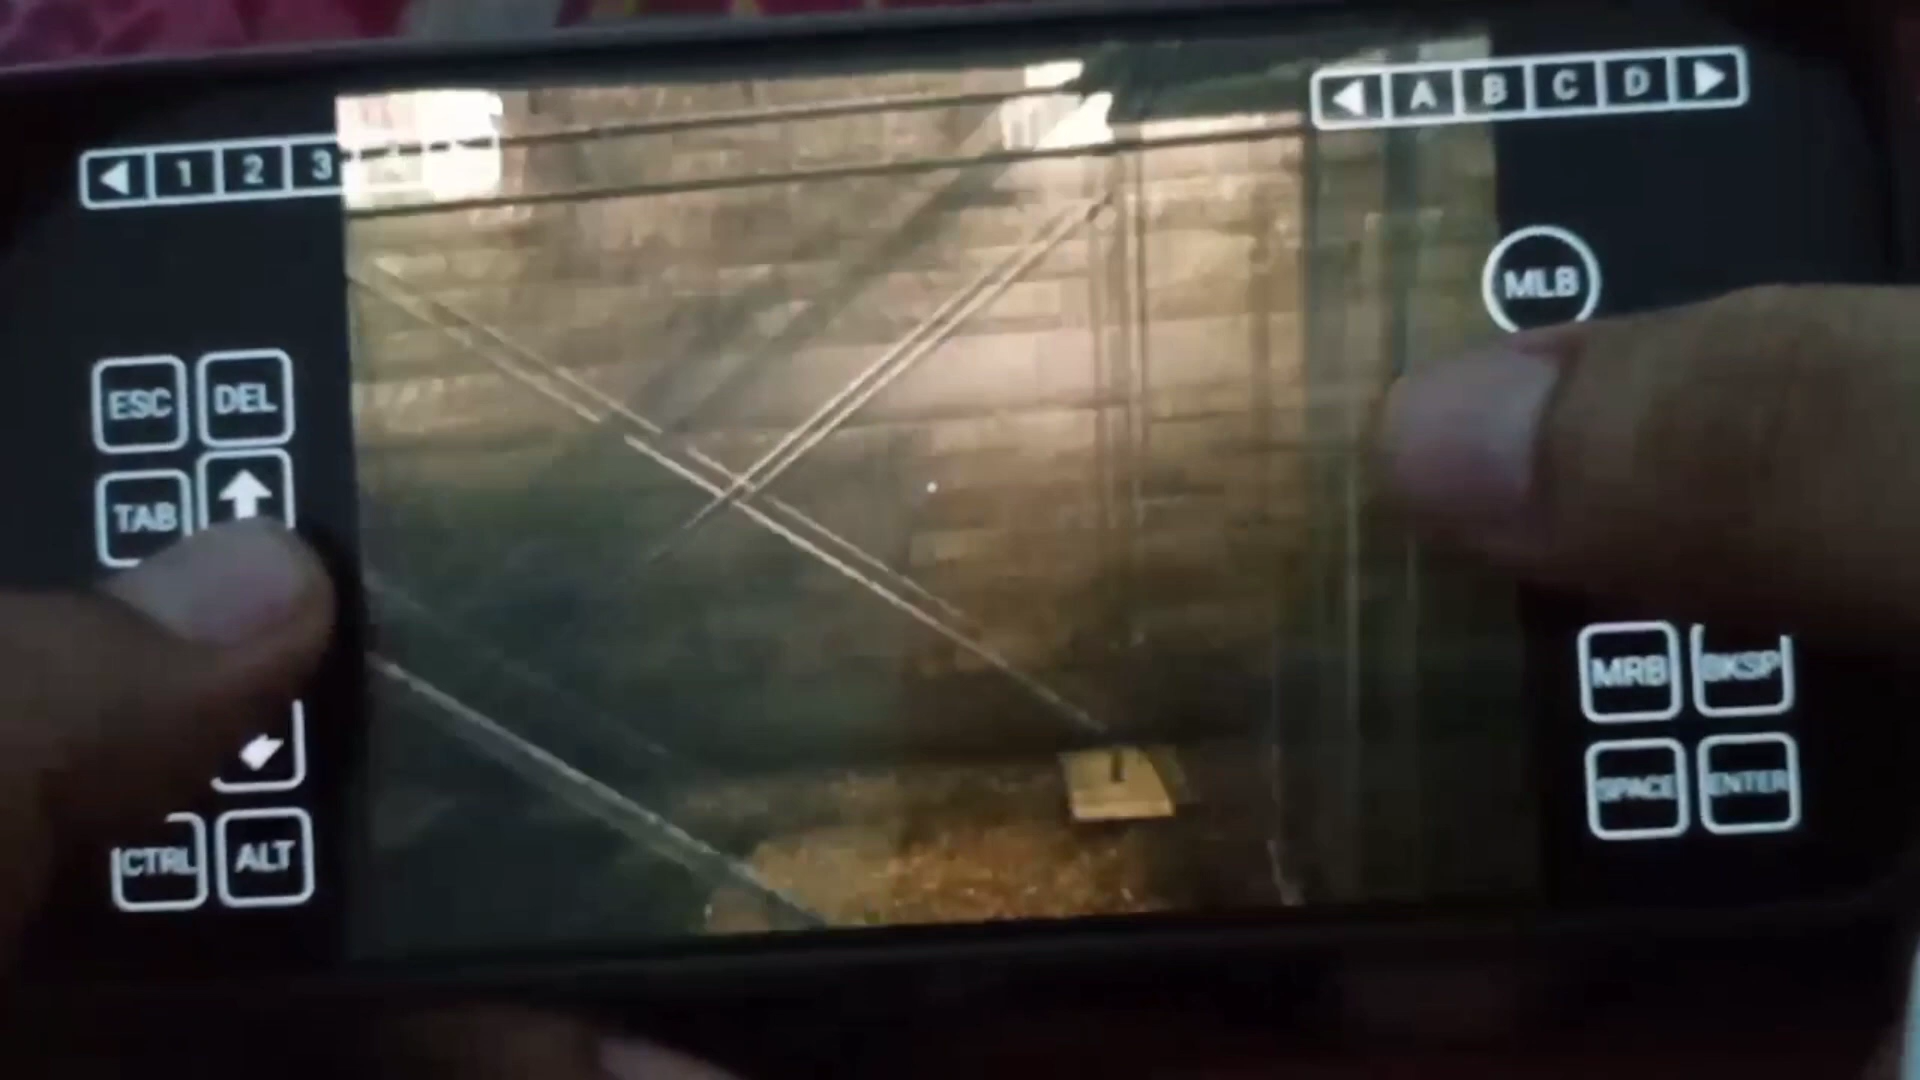 1 2 3
A B C D
MLB
ESC DEL
TAB
MRB BKSP
SPACE ENTER
CTRL ALT